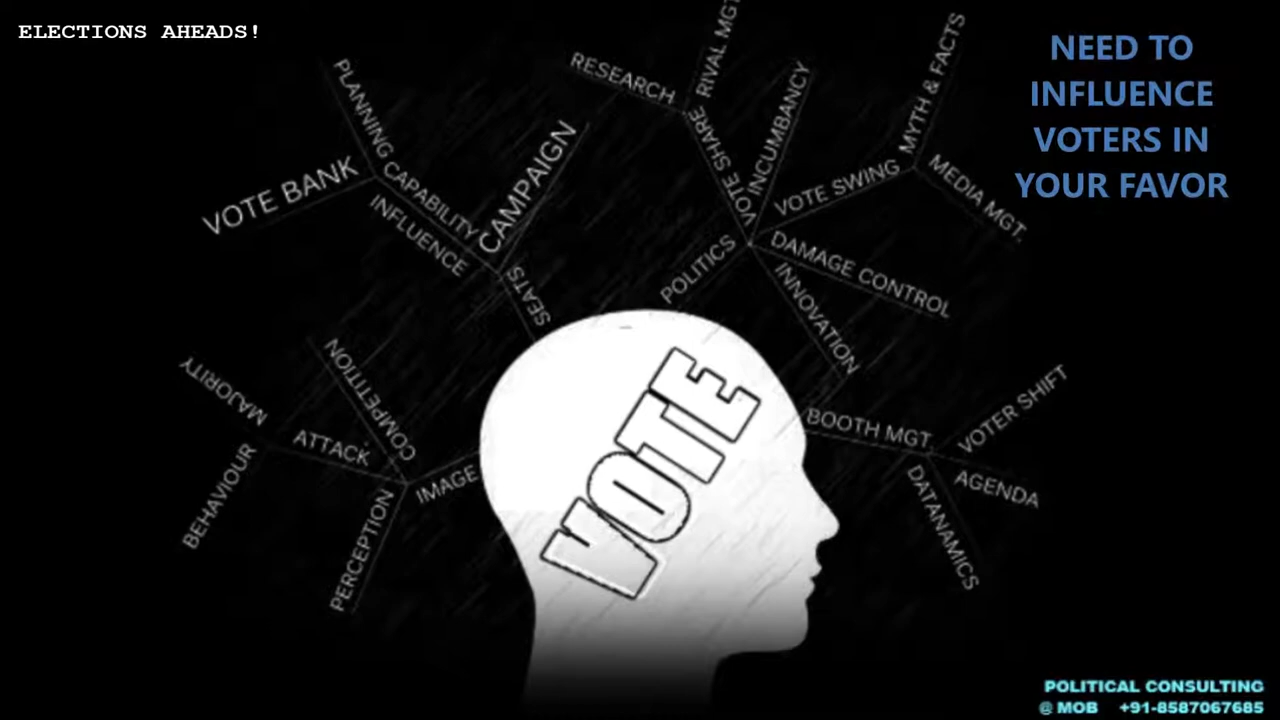 ELECTIONS AHEADS!
NEED TO
INFLUENCE
VOTERS IN
YOUR FAVOR
PLANNING
VOTE BANK
CAPABILITY
INFLUENCE
CAMPAIGN
SEATS
RESEARCH
RIVAL MGT
VOTE SHARE
INCUMBANCY
MYTH & FACTS
VOTE SWING
MEDIA MGT.
POLITICS
DAMAGE CONTROL
INNOVATION
MAJORITY
COMPETITION
ATTACK
BEHAVIOUR
IMAGE
PERCEPTION
VOTE
BOOTH MGT
VOTER SHIFT
AGENDA
DATANAMICS
POLITICAL CONSULTING
@ MOB +91-8587067685